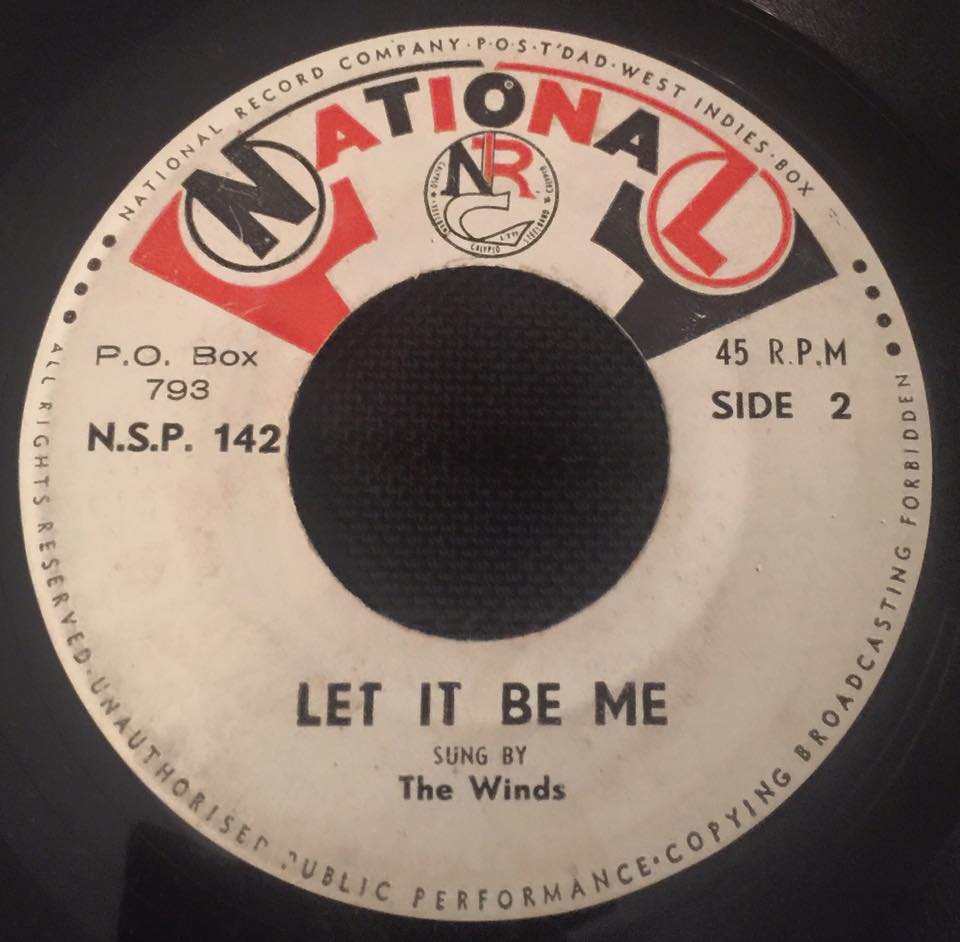 NATIONAL RECORD COMPANY·P·O·S·T'DAD·WEST INDIES·BOX
NATIONAL
NRC
CALYPSO
P.O. Box
793
N.S.P. 142
45 R.P.M
SIDE 2
LET IT BE ME
SUNG BY
The Winds
ALL RIGHTS RESERVED·UNAUTHORISED PUBLIC PERFORMANCE·COPYING BROADCASTING FORBIDDEN